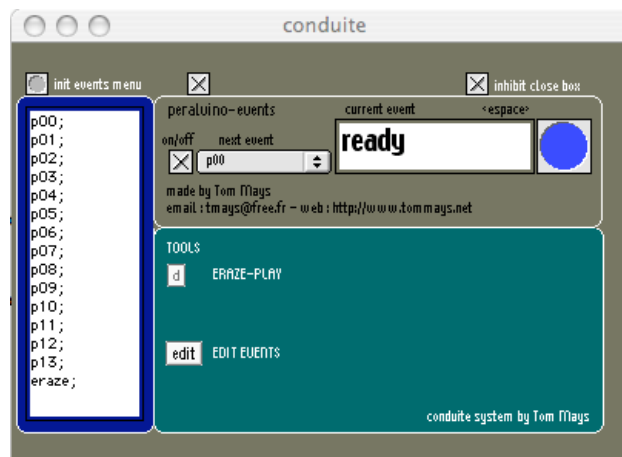 conduite
init events menu
inhibit close box
p00;
p01;
p02;
p03;
p04;
p05;
p06;
p07;
p08;
p09;
p10;
p11;
p12;
p13;
eraze;
peraluino-events
current event
<espace>
on/off
next event
ready
p00
made by Tom Mays
email : tmays@free.fr – web : http://www.tommays.net
TOOLS
d
ERAZE-PLAY
edit
EDIT EVENTS
conduite system by Tom Mays